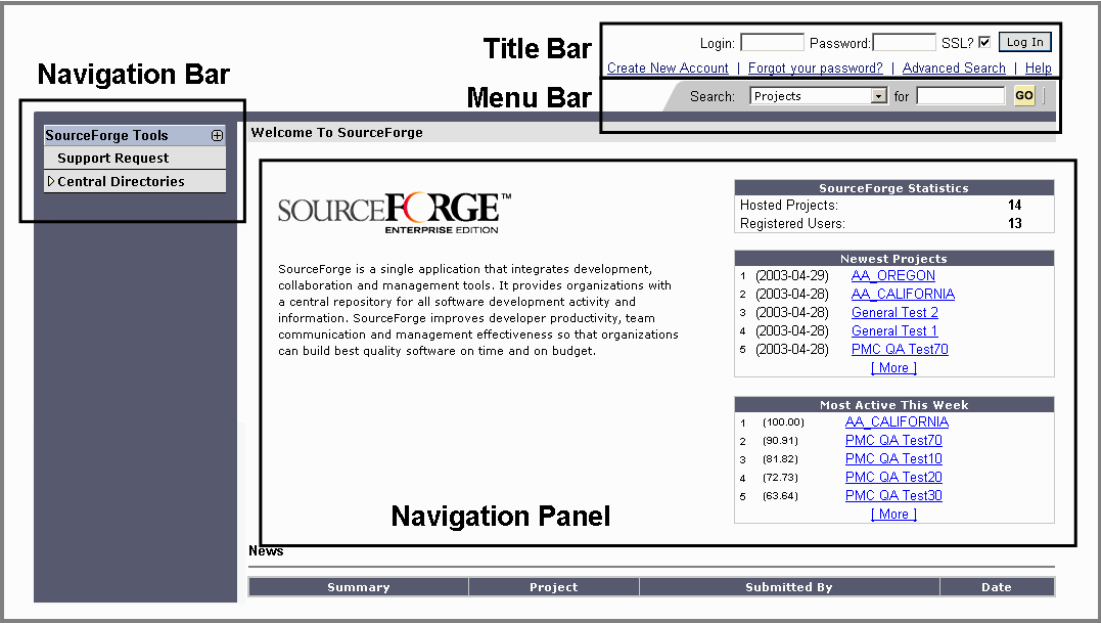 Title Bar
Login: Password: SSL? Log In
Create New Account | Forgot your password? | Advanced Search | Help
Navigation Bar
Menu Bar
Search: Projects for GO
SourceForge Tools
Support Request
Central Directories
Welcome To SourceForge
SOURCEFORGE™
ENTERPRISE EDITION
SourceForge is a single application that integrates development,
collaboration and management tools. It provides organizations with
a central repository for all software development activity and
information. SourceForge improves developer productivity, team
communication and management effectiveness so that organizations
can build best quality software on time and on budget.
SourceForge Statistics
Hosted Projects: 14
Registered Users: 13
Newest Projects
1 (2003-04-29) AA_OREGON
2 (2003-04-28) AA_CALIFORNIA
3 (2003-04-28) General Test 2
4 (2003-04-28) General Test 1
5 (2003-04-28) PMC QA Test70
[ More ]
Most Active This Week
1 (100.00) AA_CALIFORNIA
2 (90.91) PMC QA Test70
3 (81.82) PMC QA Test10
4 (72.73) PMC QA Test20
5 (63.64) PMC QA Test30
[ More ]
Navigation Panel
News
Summary Project Submitted By Date